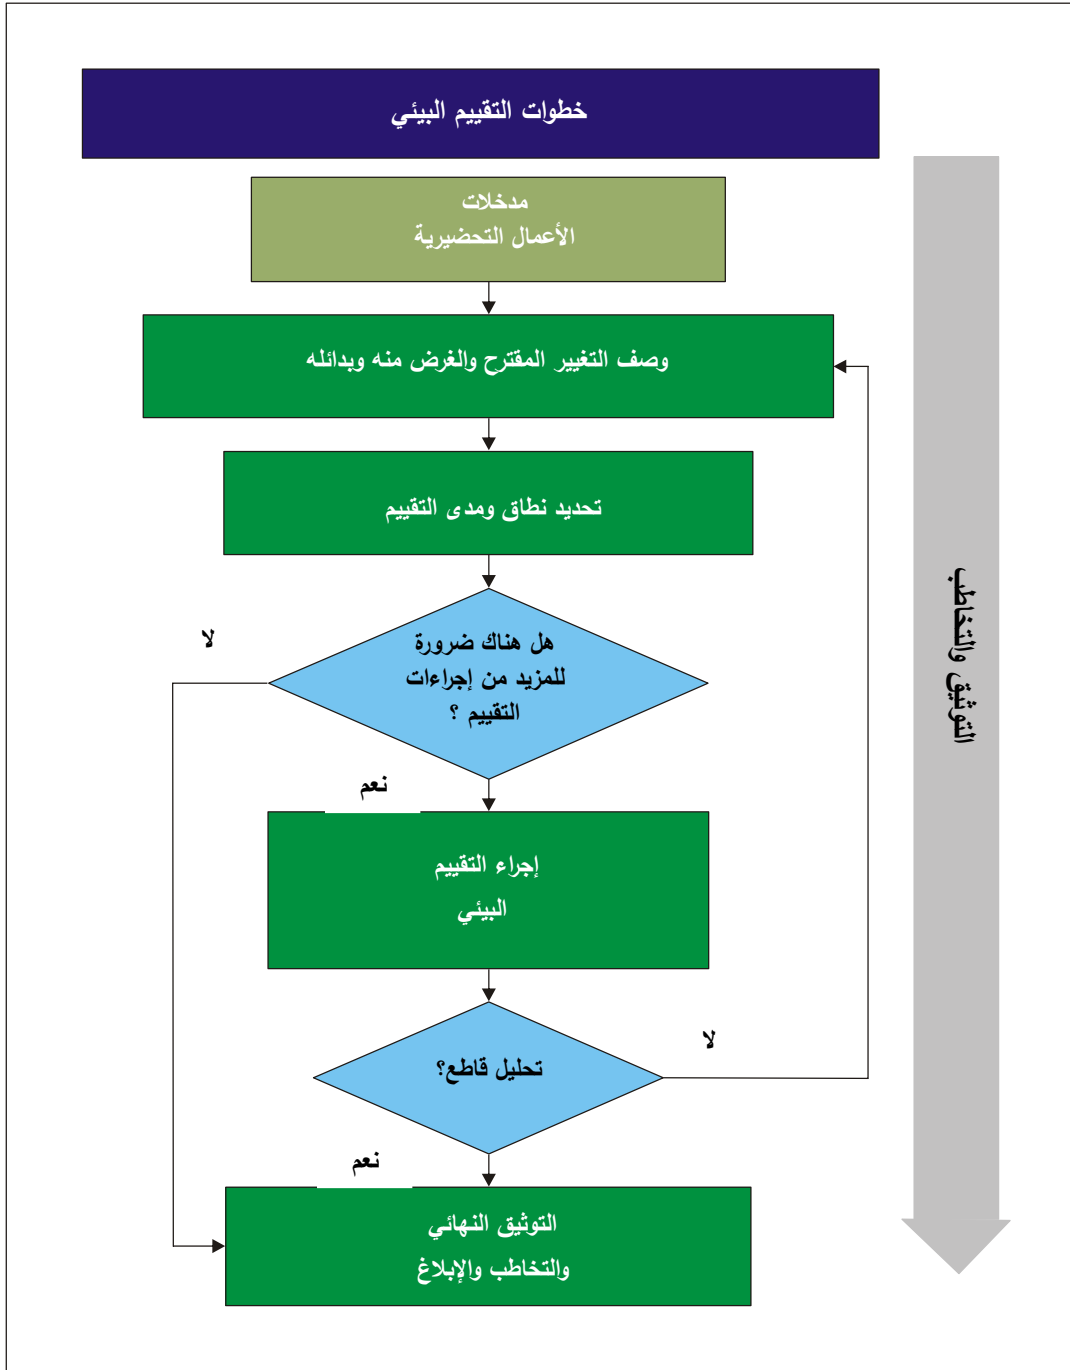 خطوات التقييم البيئي
مدخلات
الأعمال التحضيرية
وصف التغيير المقترح والغرض منه وبدائله
تحديد نطاق ومدى التقييم
هل هناك ضرورة
للمزيد من إجراءات
التقييم ؟
لا
نعم
إجراء التقييم
البيئي
تحليل قاطع؟
لا
نعم
التوثيق النهائي
والتخاطب والإبلاغ
التوثيق والتخاطب